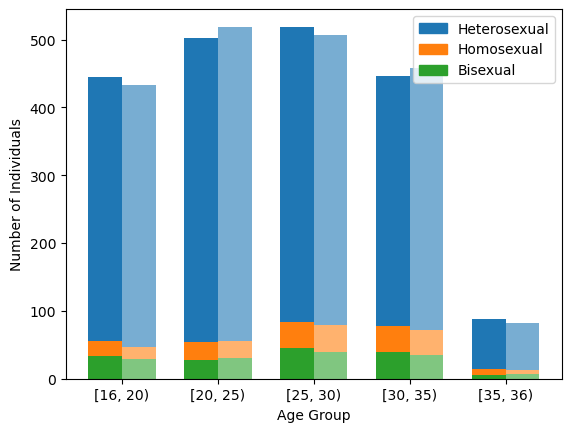 Heterosexual
Homosexual
Bisexual
Number of Individuals
500
400
300
200
100
0
[16, 20)
[20, 25)
[25, 30)
[30, 35)
[35, 36)
Age Group